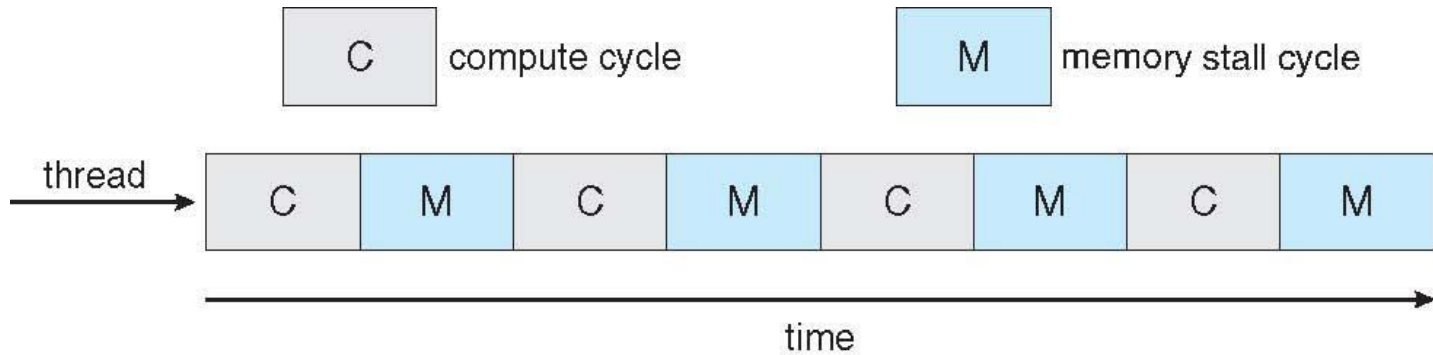 C compute cycle M memory stall cycle
thread
C M C M C M C M
time